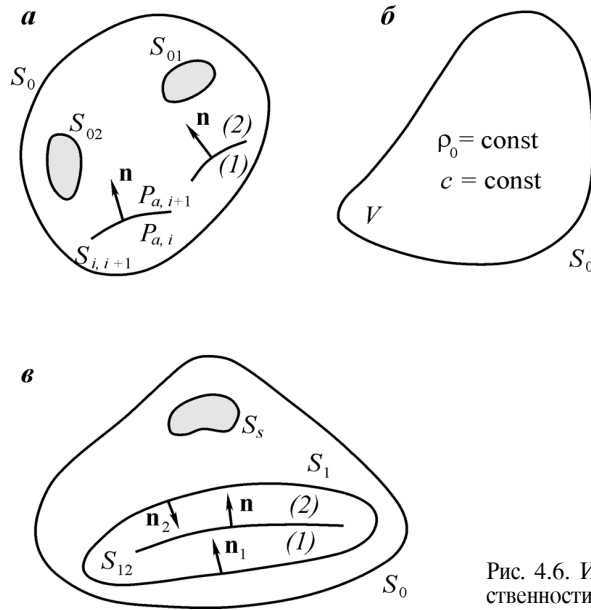 а
S₀
S₀₁
S₀₂
n
(2)
(1)
n
Pₐ, ᵢ₊₁
Pₐ, ᵢ
Sᵢ, ᵢ₊₁
б
ρ₀ = const
c = const
V
S₀
в
Sₛ
S₁
n₂
n
(2)
(1)
n₁
S₁₂
S₀
Рис. 4.6. И
ственности